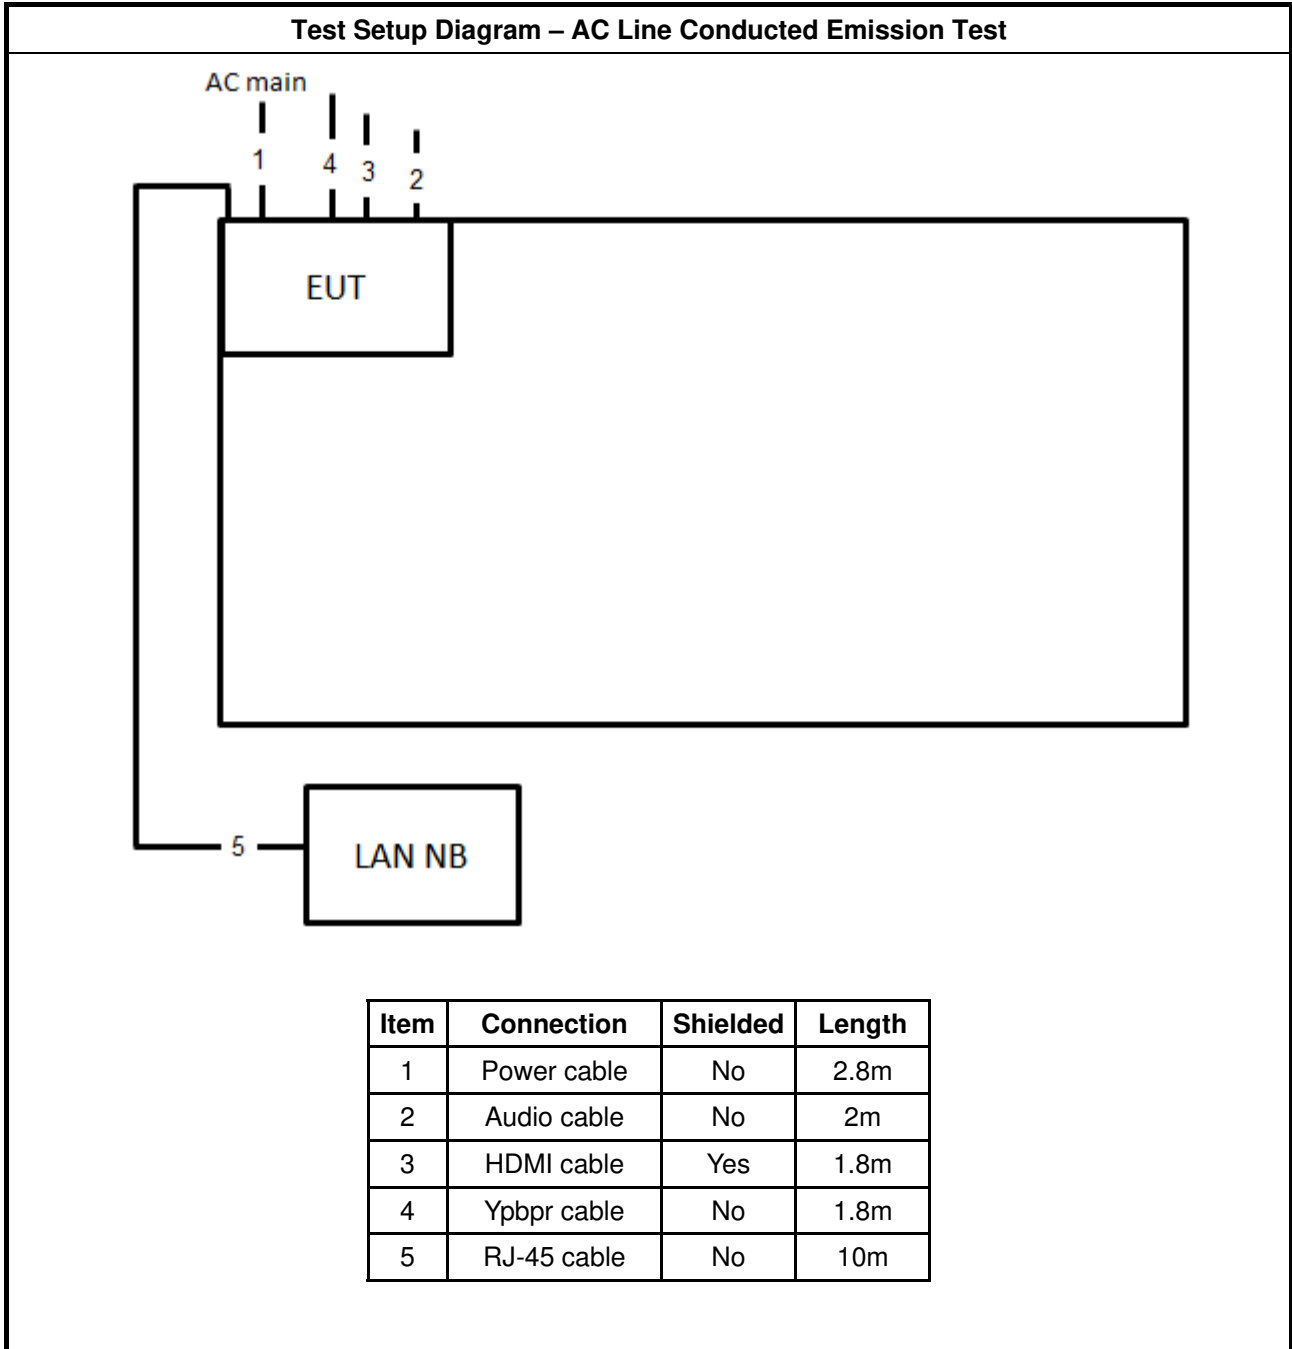 Test Setup Diagram – AC Line Conducted Emission Test
AC main
1 4 3 2
EUT
5
LAN NB
Item Connection Shielded Length
1 Power cable No 2.8m
2 Audio cable No 2m
3 HDMI cable Yes 1.8m
4 Ypbpr cable No 1.8m
5 RJ-45 cable No 10m